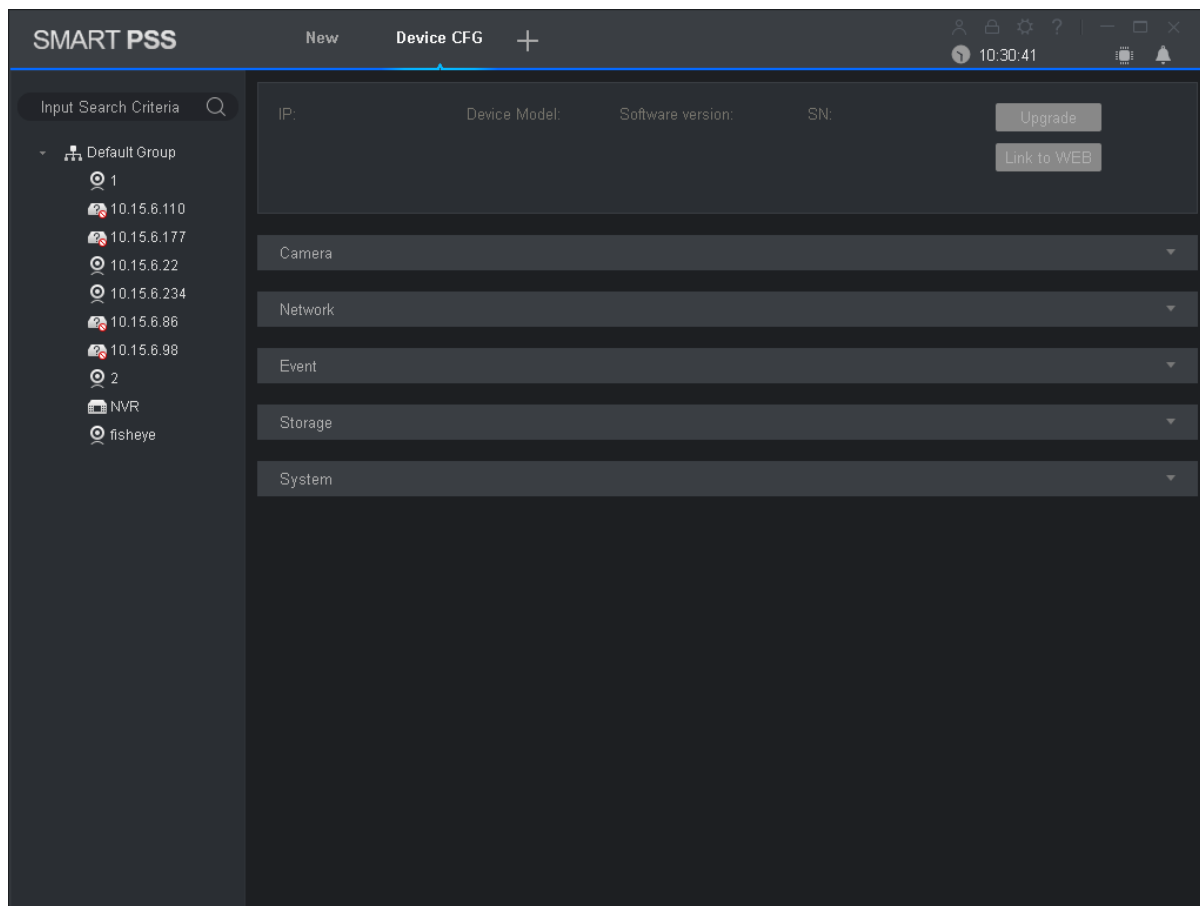 SMART PSS
New
Device CFG
10:30:41
Input Search Criteria
Default Group
1
10.15.6.110
10.15.6.177
10.15.6.22
10.15.6.234
10.15.6.86
10.15.6.98
2
NVR
fisheye
IP:
Device Model:
Software version:
SN:
Upgrade
Link to WEB
Camera
Network
Event
Storage
System